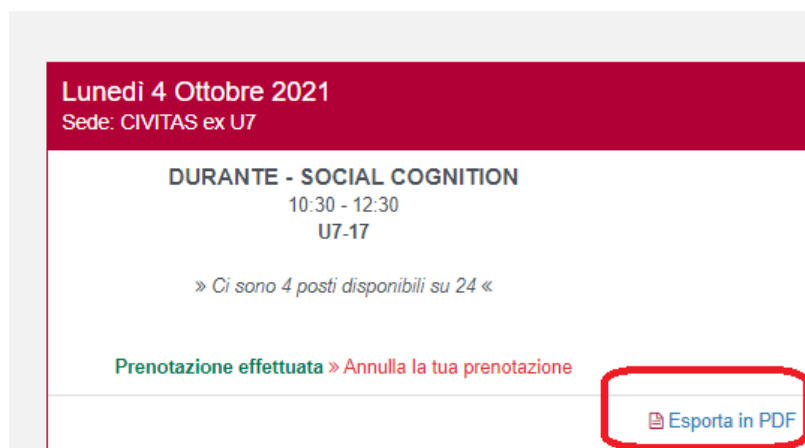 Lunedì 4 Ottobre 2021
Sede: CIVITAS ex U7
DURANTE - SOCIAL COGNITION
10:30 - 12:30
U7-17
» Ci sono 4 posti disponibili su 24 «
Prenotazione effettuata » Annulla la tua prenotazione
Esporta in PDF